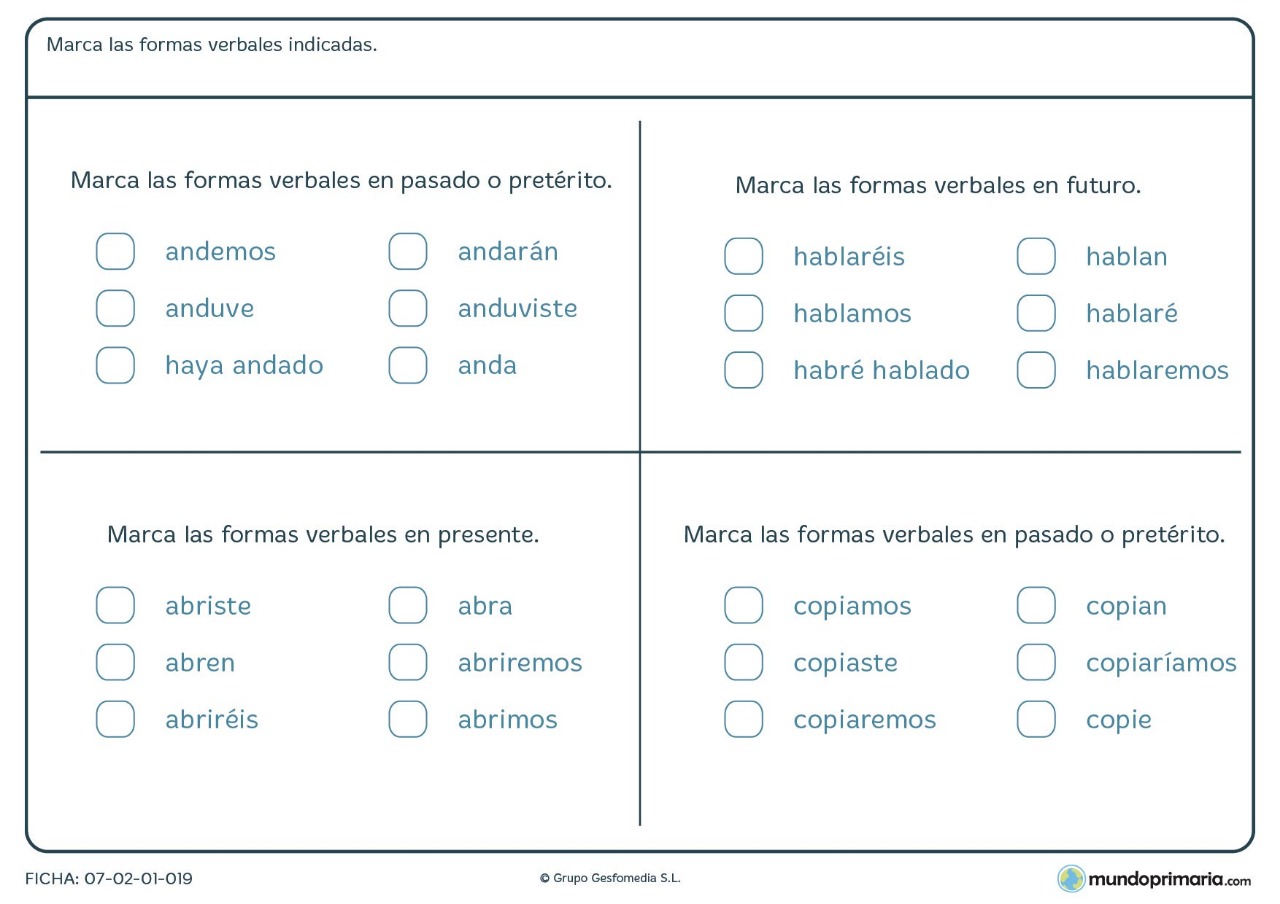 Marca las formas verbales indicadas.
Marca las formas verbales en pasado o pretérito.
andemos andarán
anduve anduviste
haya andado anda
Marca las formas verbales en futuro.
hablaréis hablan
hablamos hablaré
habré hablado hablaremos
Marca las formas verbales en presente.
abriste abra
abren abriremos
abriréis abrimos
Marca las formas verbales en pasado o pretérito.
copiamos copian
copiaste copiaríamos
copiaremos copie
FICHA: 07-02-01-019
© Grupo Gesfomedia S.L.
mundoprimaria.com